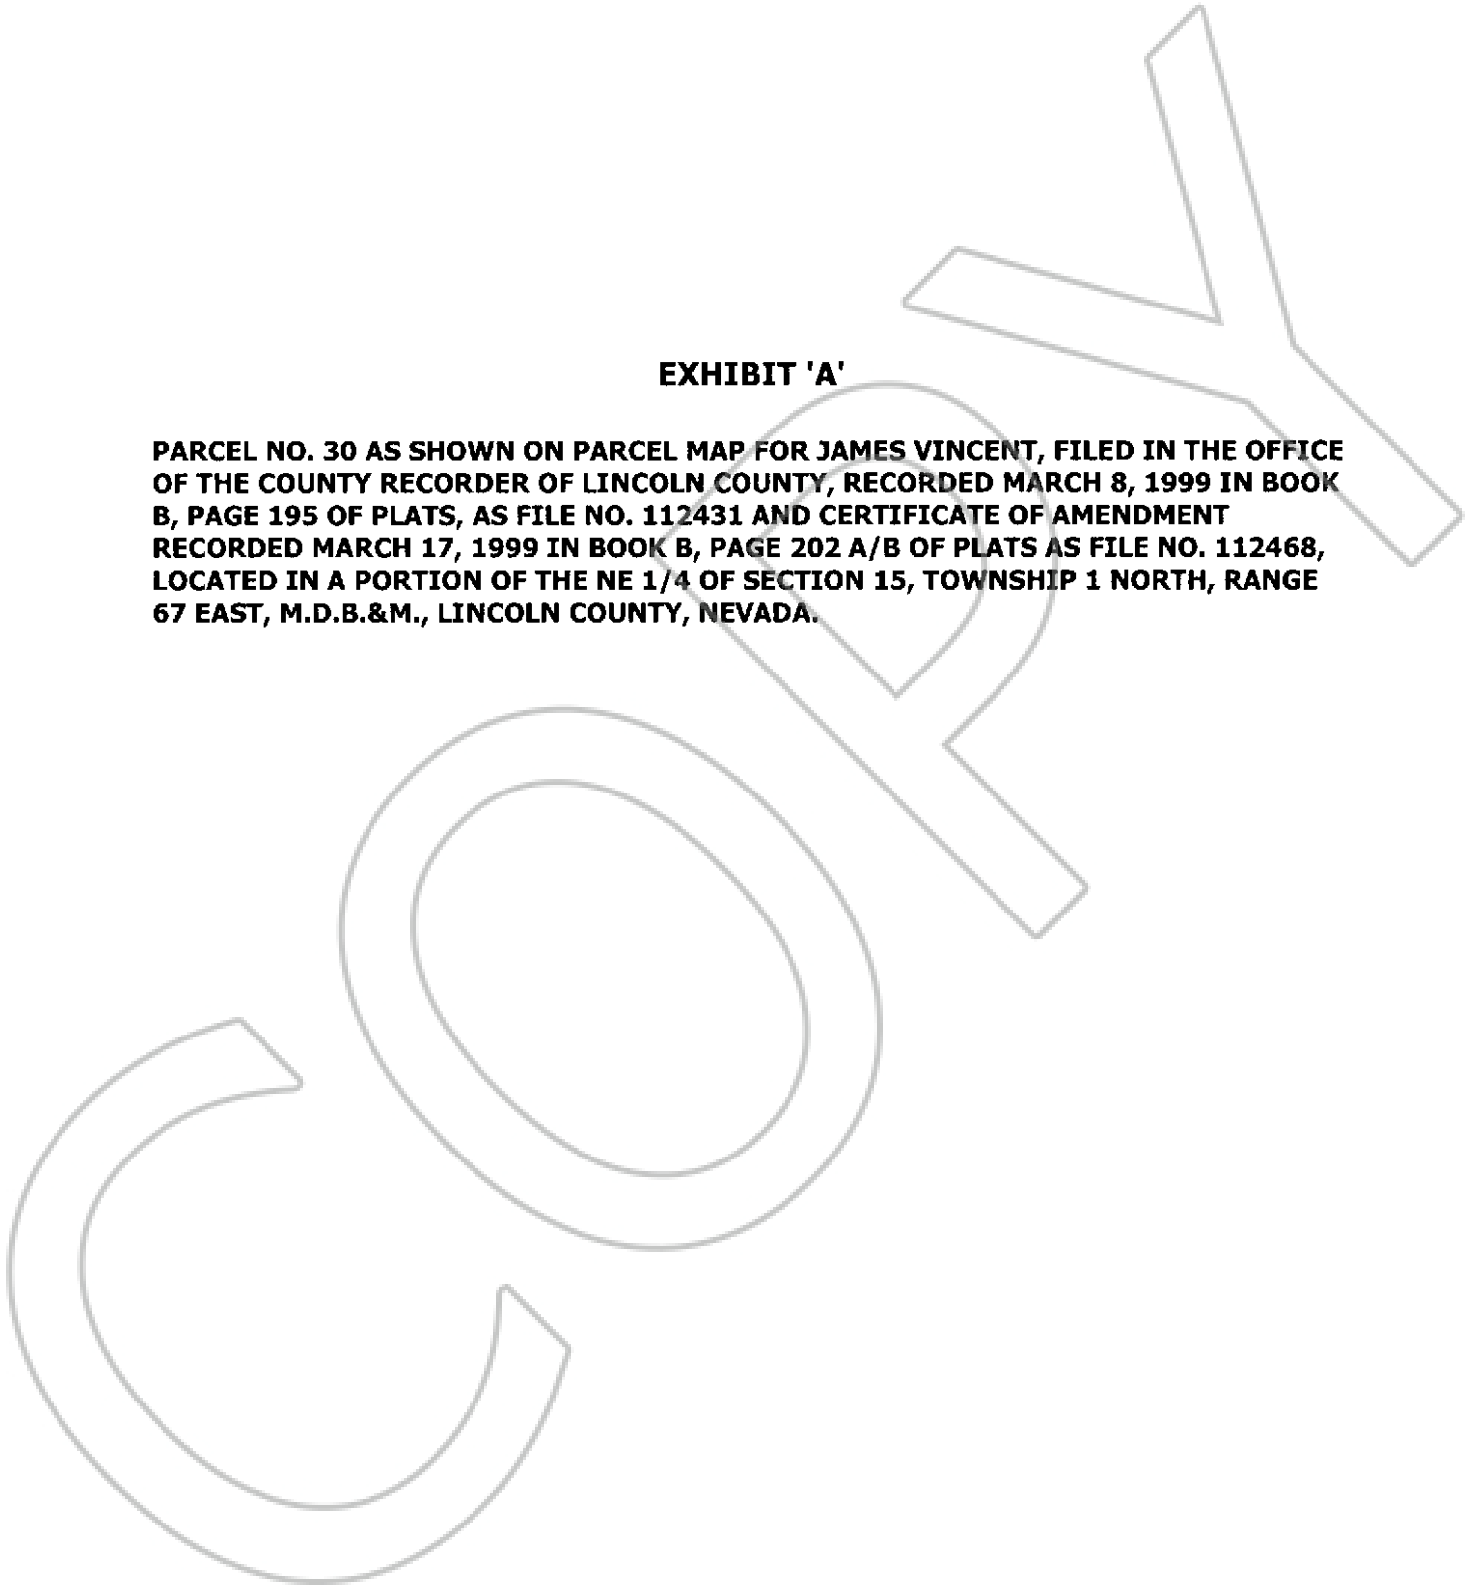 EXHIBIT 'A'
PARCEL NO. 30 AS SHOWN ON PARCEL MAP FOR JAMES VINCENT, FILED IN THE OFFICE
OF THE COUNTY RECORDER OF LINCOLN COUNTY, RECORDED MARCH 8, 1999 IN BOOK
B, PAGE 195 OF PLATS, AS FILE NO. 112431 AND CERTIFICATE OF AMENDMENT
RECORDED MARCH 17, 1999 IN BOOK B, PAGE 202 A/B OF PLATS AS FILE NO. 112468,
LOCATED IN A PORTION OF THE NE 1/4 OF SECTION 15, TOWNSHIP 1 NORTH, RANGE
67 EAST, M.D.B.&M., LINCOLN COUNTY, NEVADA.
COPY